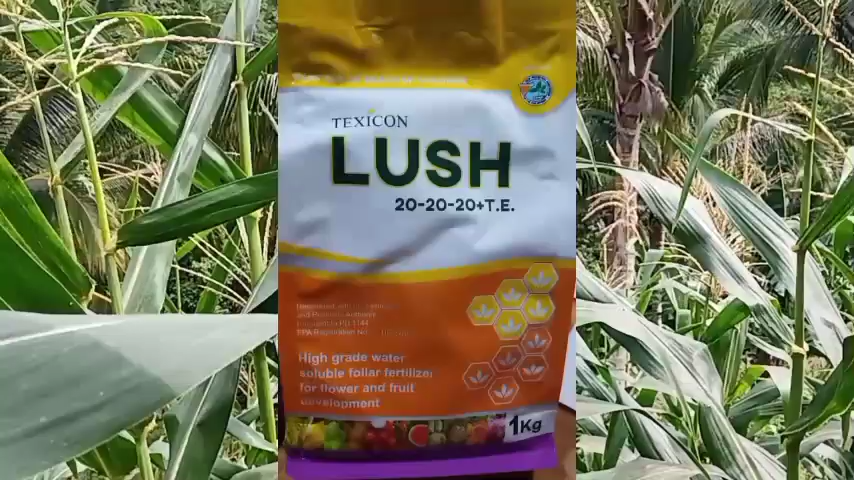 TEXICON
LUSH
20-20-20+T.E.
High grade water
soluble foliar fertilizer
for flower and fruit
development
1Kg